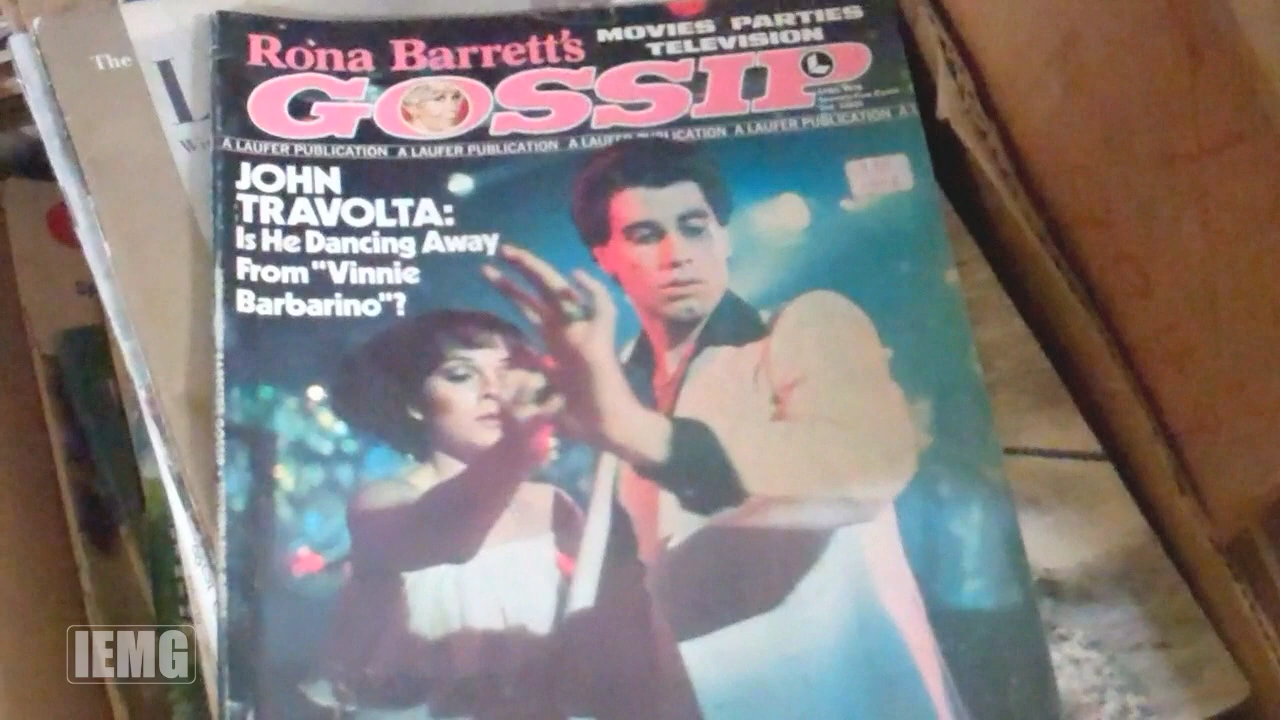 The
Rona Barrett's
MOVIES PARTIES
TELEVISION
GOSSIP
A LAUFER PUBLICATION A LAUFER PUBLICATION A LAUFER PUBLICATION A LAUFER PUBLICATION A
JOHN
TRAVOLTA:
Is He Dancing Away
From "Vinnie
Barbarino"?
IEMG